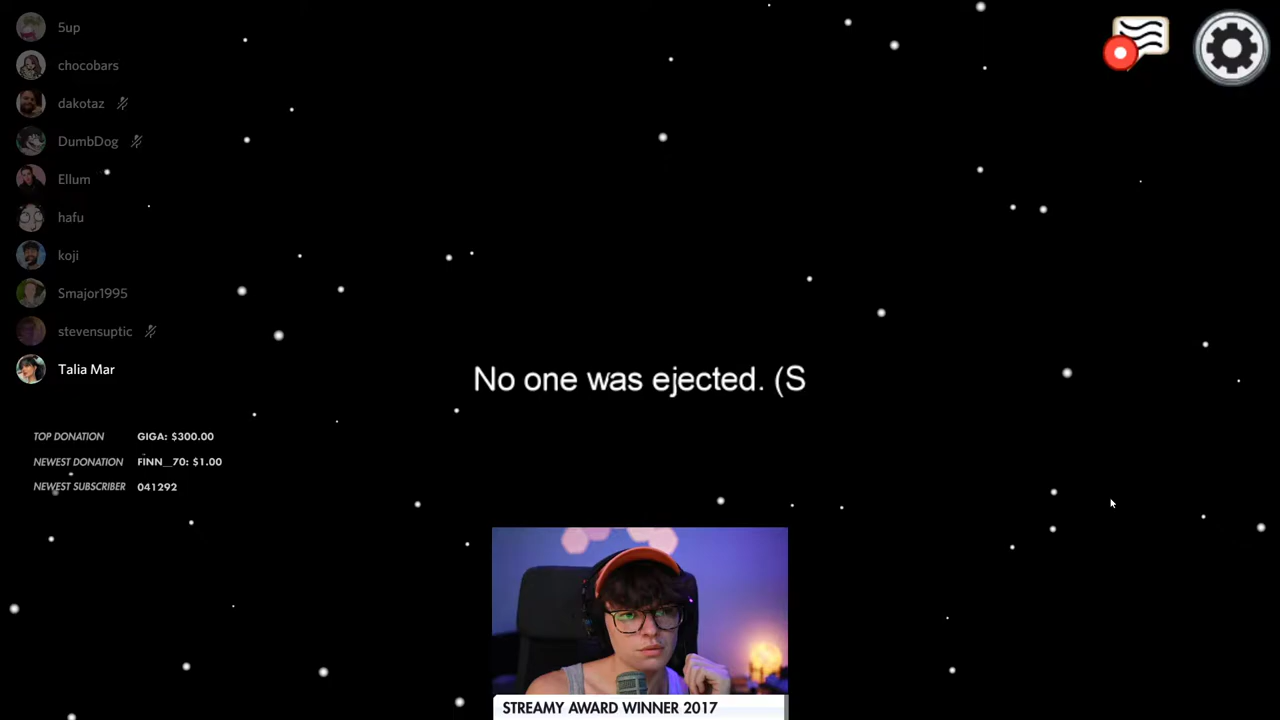 5up
chocobars
dakotaz
DumbDog
Ellum
hafu
koji
Smajor1995
stevensuptic
Talia Mar
TOP DONATION GIGA: $300.00
NEWEST DONATION FINN__70: $1.00
NEWEST SUBSCRIBER 041292
No one was ejected. (S
STREAMY AWARD WINNER 2017